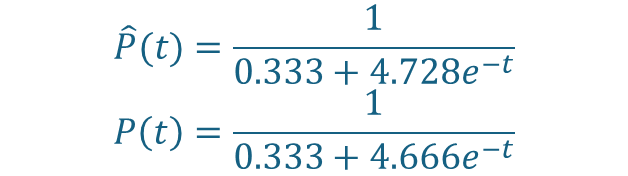 P̂(t) = 1 / (0.333 + 4.728e^{−t})
P(t) = 1 / (0.333 + 4.666e^{−t})